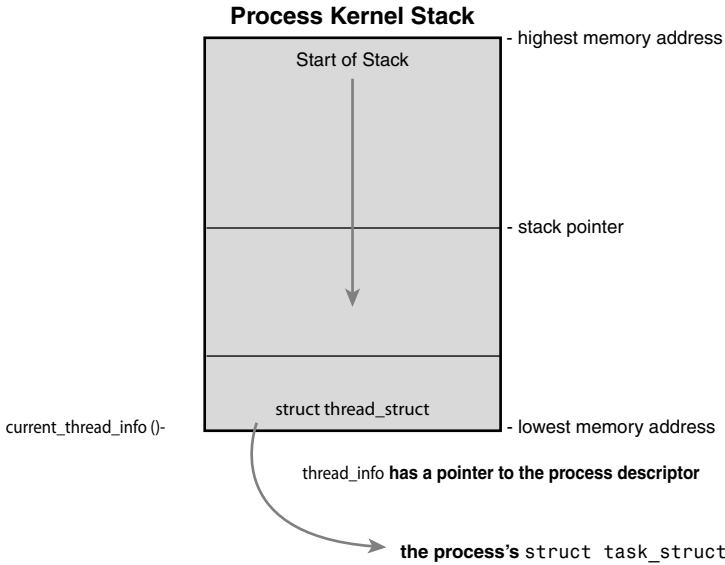 Process Kernel Stack
- highest memory address
Start of Stack
- stack pointer
struct thread_struct
current_thread_info ()-
- lowest memory address
thread_info has a pointer to the process descriptor
the process's struct task_struct